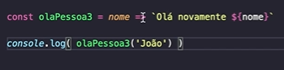 const olaPessoa3 = nome => `Olá novamente ${nome}`
console.log( olaPessoa3('João') )